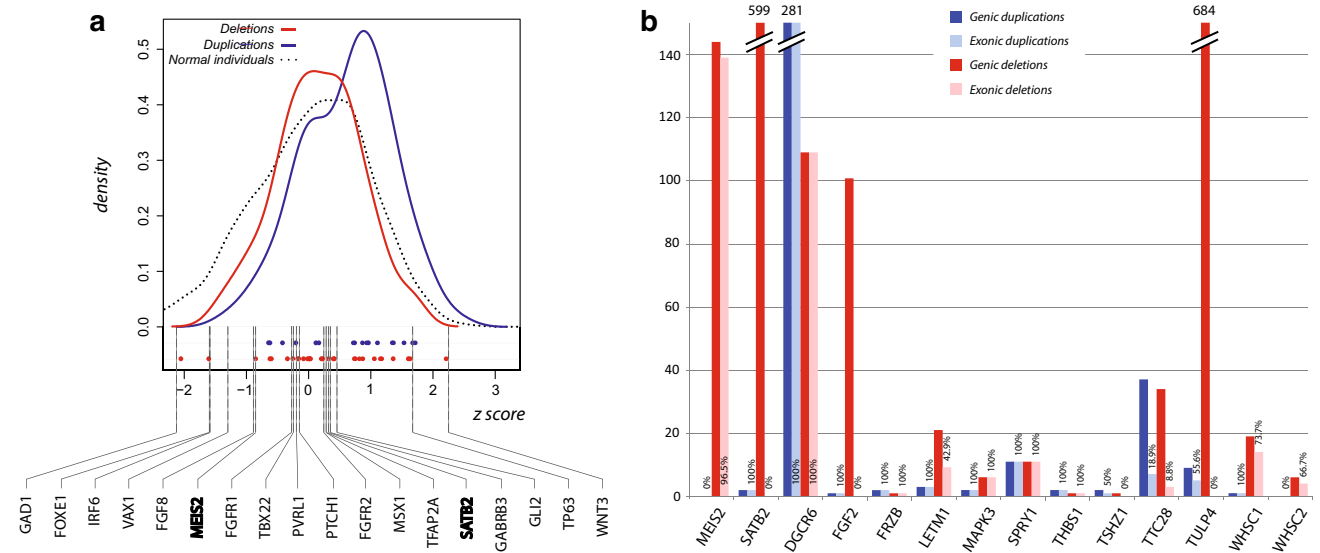 a
Deletions
Duplications
Normal individuals
density
0.0
0.1
0.2
0.3
0.4
0.5
−2
−1
0
1
2
3
z score
GAD1
FOXE1
IRF6
VAX1
FGF8
MEIS2
FGFR1
TBX22
PVRL1
PTCH1
FGFR2
MSX1
TFAP2A
SATB2
GABRB3
GLI2
TP63
WNT3
b
599
281
684
Genic duplications
Exonic duplications
Genic deletions
Exonic deletions
140
120
100
80
60
40
20
0
0%
96.5%
100%
0%
100%
100%
100%
0%
100%
100%
100%
42.9%
100%
100%
100%
100%
100%
100%
50%
0%
18.9%
8.8%
55.6%
0%
100%
73.7%
0%
66.7%
MEIS2
SATB2
DGCR6
FGF2
FRZB
LETM1
MAPK3
SPRY1
THBS1
TSHZ1
TTC28
TULP4
WHSC1
WHSC2